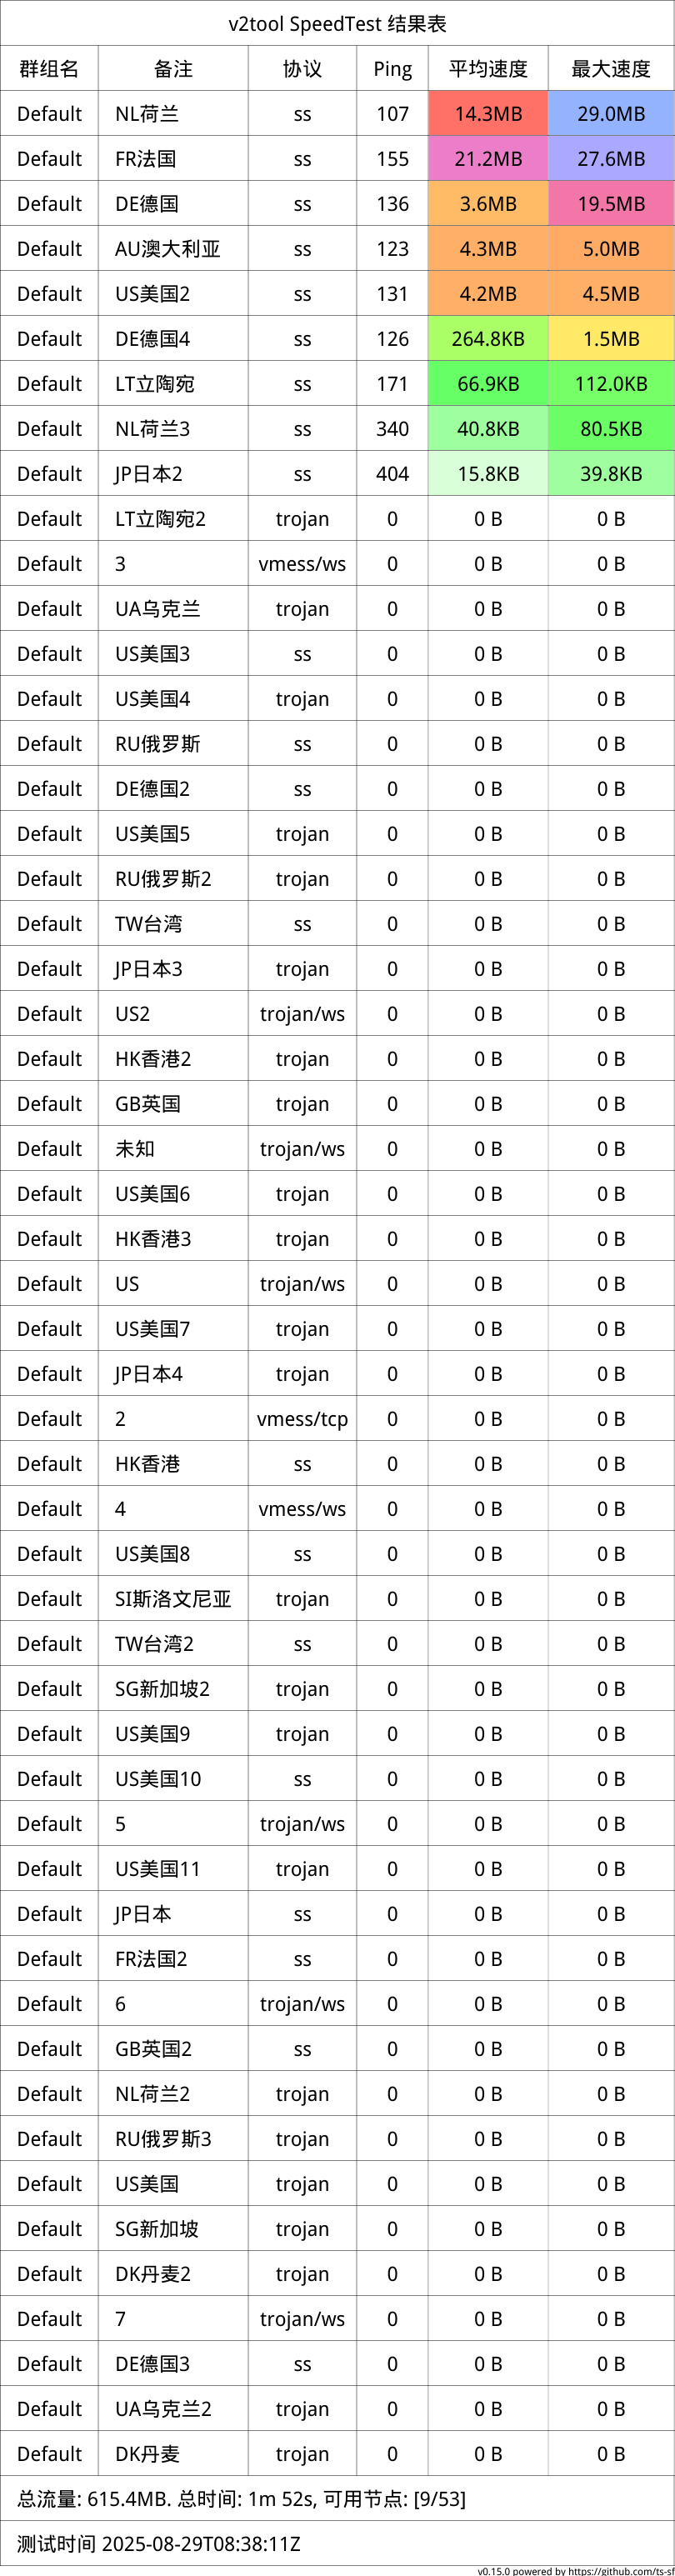 v2tool SpeedTest 结果表
群组名 备注 协议 Ping 平均速度 最大速度
Default NL荷兰 ss 107 14.3MB 29.0MB
Default FR法国 ss 155 21.2MB 27.6MB
Default DE德国 ss 136 3.6MB 19.5MB
Default AU澳大利亚 ss 123 4.3MB 5.0MB
Default US美国2 ss 131 4.2MB 4.5MB
Default DE德国4 ss 126 264.8KB 1.5MB
Default LT立陶宛 ss 171 66.9KB 112.0KB
Default NL荷兰3 ss 340 40.8KB 80.5KB
Default JP日本2 ss 404 15.8KB 39.8KB
Default LT立陶宛2 trojan 0 0 B 0 B
Default 3 vmess/ws 0 0 B 0 B
Default UA乌克兰 trojan 0 0 B 0 B
Default US美国3 ss 0 0 B 0 B
Default US美国4 trojan 0 0 B 0 B
Default RU俄罗斯 ss 0 0 B 0 B
Default DE德国2 ss 0 0 B 0 B
Default US美国5 trojan 0 0 B 0 B
Default RU俄罗斯2 trojan 0 0 B 0 B
Default TW台湾 ss 0 0 B 0 B
Default JP日本3 trojan 0 0 B 0 B
Default US2 trojan/ws 0 0 B 0 B
Default HK香港2 trojan 0 0 B 0 B
Default GB英国 trojan 0 0 B 0 B
Default 未知 trojan/ws 0 0 B 0 B
Default US美国6 trojan 0 0 B 0 B
Default HK香港3 trojan 0 0 B 0 B
Default US trojan/ws 0 0 B 0 B
Default US美国7 trojan 0 0 B 0 B
Default JP日本4 trojan 0 0 B 0 B
Default 2 vmess/tcp 0 0 B 0 B
Default HK香港 ss 0 0 B 0 B
Default 4 vmess/ws 0 0 B 0 B
Default US美国8 ss 0 0 B 0 B
Default SI斯洛文尼亚 trojan 0 0 B 0 B
Default TW台湾2 ss 0 0 B 0 B
Default SG新加坡2 trojan 0 0 B 0 B
Default US美国9 trojan 0 0 B 0 B
Default US美国10 ss 0 0 B 0 B
Default 5 trojan/ws 0 0 B 0 B
Default US美国11 trojan 0 0 B 0 B
Default JP日本 ss 0 0 B 0 B
Default FR法国2 ss 0 0 B 0 B
Default 6 trojan/ws 0 0 B 0 B
Default GB英国2 ss 0 0 B 0 B
Default NL荷兰2 trojan 0 0 B 0 B
Default RU俄罗斯3 trojan 0 0 B 0 B
Default US美国 trojan 0 0 B 0 B
Default SG新加坡 trojan 0 0 B 0 B
Default DK丹麦2 trojan 0 0 B 0 B
Default 7 trojan/ws 0 0 B 0 B
Default DE德国3 ss 0 0 B 0 B
Default UA乌克兰2 trojan 0 0 B 0 B
Default DK丹麦 trojan 0 0 B 0 B
总流量: 615.4MB. 总时间: 1m 52s, 可用节点: [9/53]
测试时间 2025-08-29T08:38:11Z
v0.15.0 powered by https://github.com/ts-sf